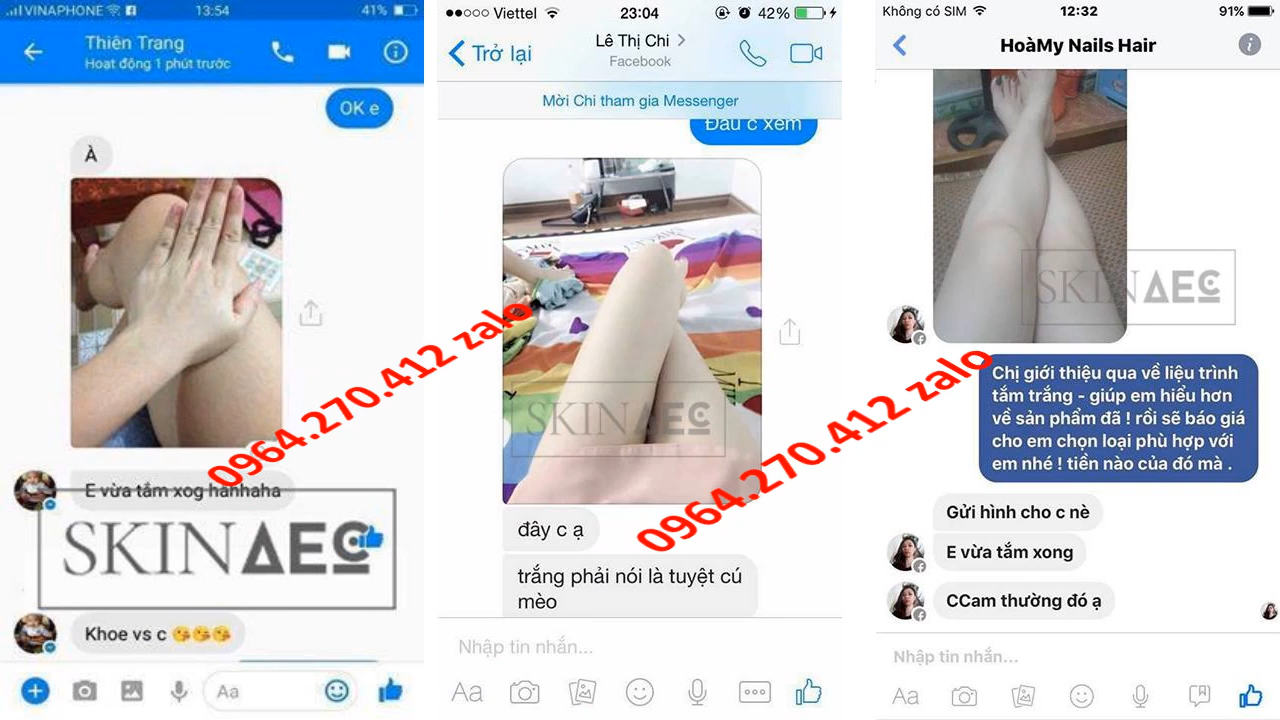 VINAPHONE
13:54
41%
Thiên Trang
Hoạt động 1 phút trước
OK e
À
E vừa tắm xog hahhaha
SKINAEC
Khoe vs c 😘😘😘
Aa
Viettel
23:04
42%
Trở lại
Lê Thị Chi
Facebook
Mời Chi tham gia Messenger
Đâu c xem
SKINAEC
đây c ạ
trắng phải nói là tuyệt cú
mèo
Nhập tin nhắn...
Aa
0964.270.412 zalo
0964.270.412 zalo
Không có SIM
12:32
91%
HoàMy Nails Hair
SKINAEC
Chị giới thiệu qua về liệu trình
tắm trắng - giúp em hiểu hơn
về sản phẩm đã ! rồi sẽ báo giá
cho em chọn loại phù hợp với
em nhé ! tiền nào của đó mà .
Gửi hình cho c nè
E vừa tắm xong
CCam thường đó ạ
Nhập tin nhắn...
Aa